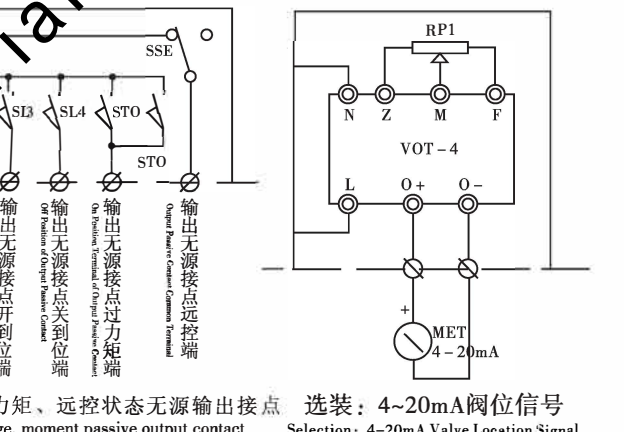 SSE
SL3
SL4
STO
STO
输出无源接点开到位端
输出无源接点关到位端
Off Position of Output Passive Contact
输出无源接点过力矩端
On Position Terminal of Output Passive Contact
输出无源接点远控端
Output Passive Contact Common Terminal
RP1
N Z M F
VOT-4
L O+ O-
+
MET
4-20mA
力矩、远控状态无源输出接点
moment passive output contact
选装：4~20mA阀位信号
Selection: 4-20mA Valve Location Signal